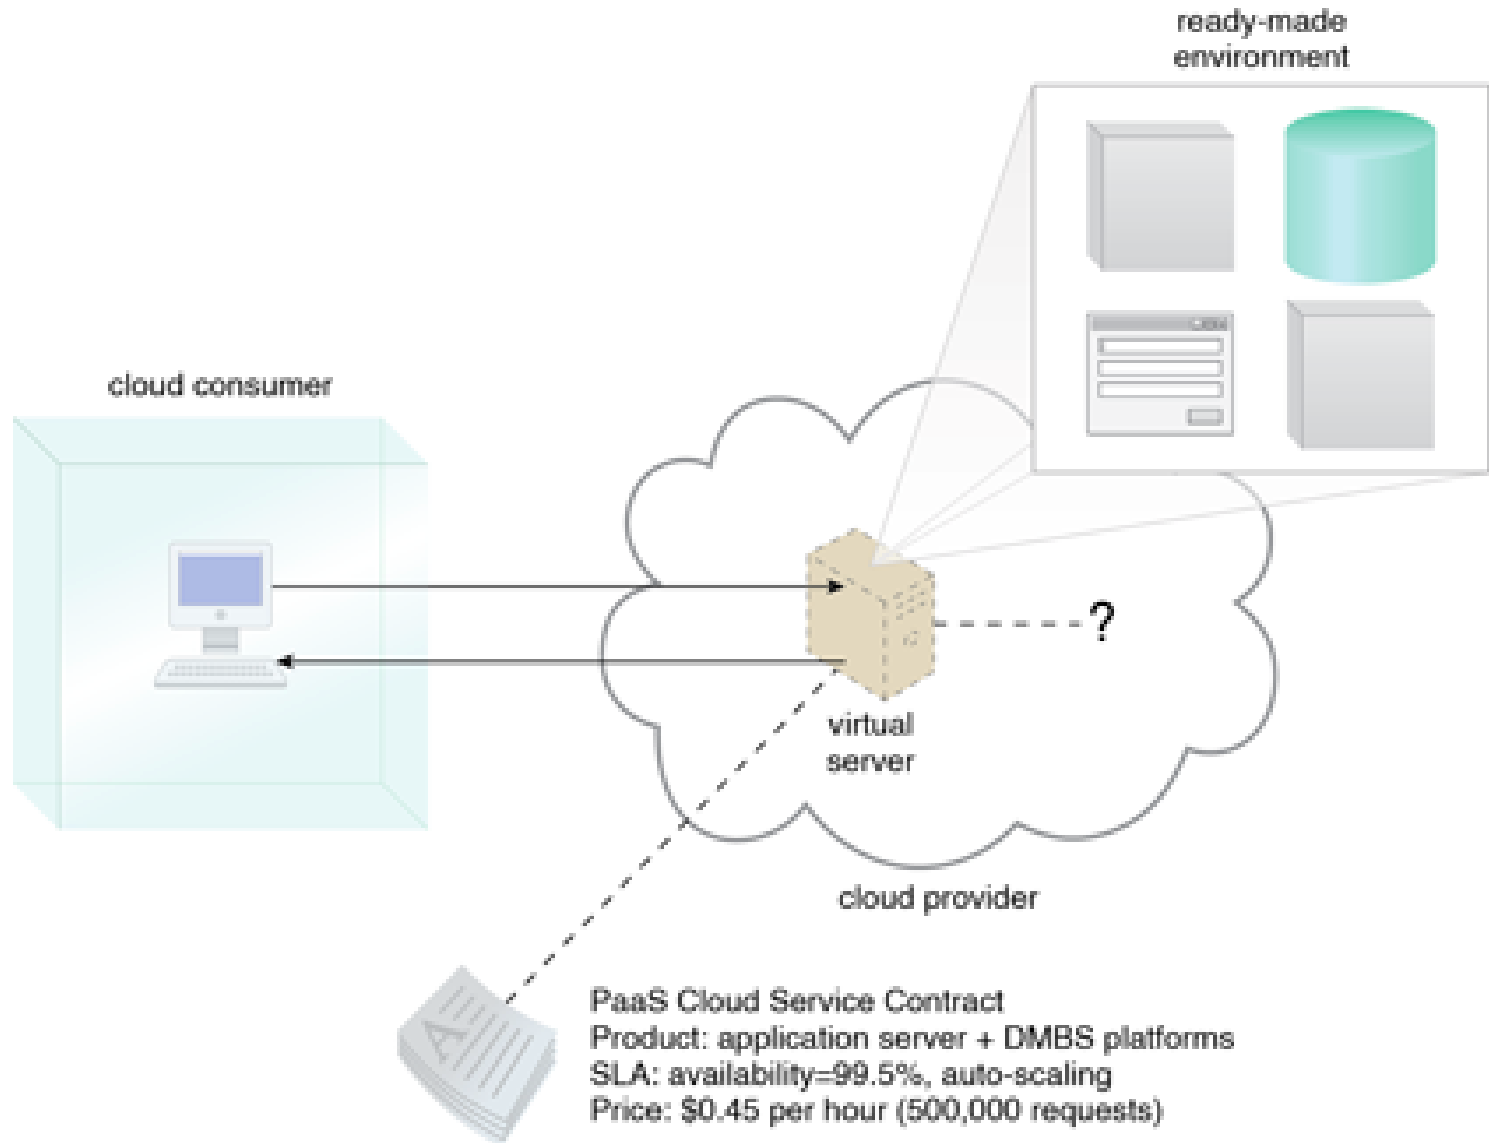 ready-made
environment
cloud consumer
?
virtual
server
cloud provider
A
PaaS Cloud Service Contract
Product: application server + DMBS platforms
SLA: availability=99.5%, auto-scaling
Price: $0.45 per hour (500,000 requests)